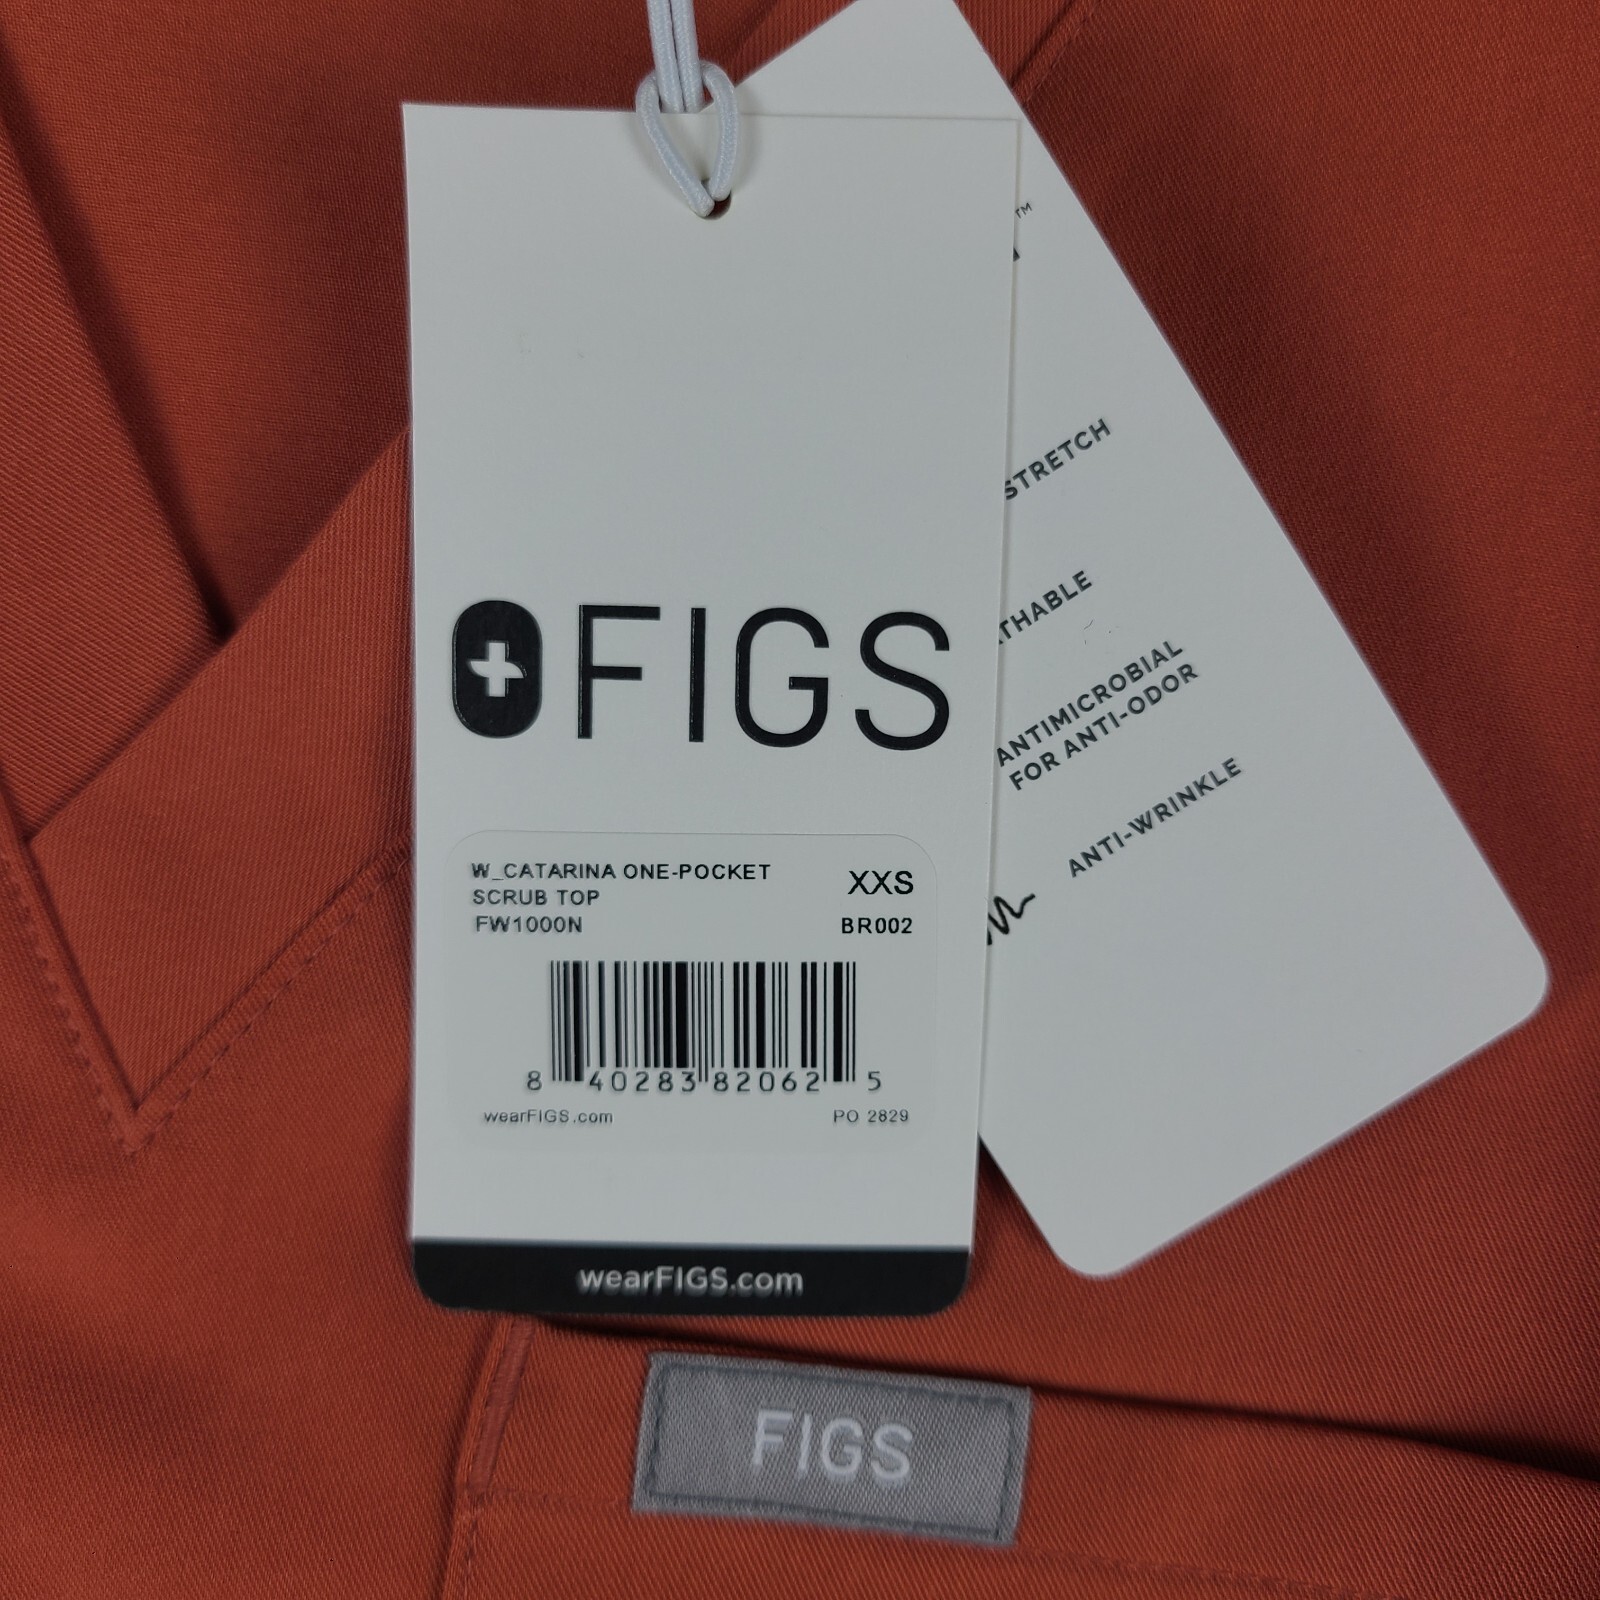 FIGS
W_CATARINA ONE-POCKET XXS
SCRUB TOP
FW1000N BR002
8 40283 82062 5
wearFIGS.com PO 2829
wearFIGS.com
™
STRETCH
ANTIMICROBIAL
FOR ANTI-ODOR
ANTI-WRINKLE
FIGS